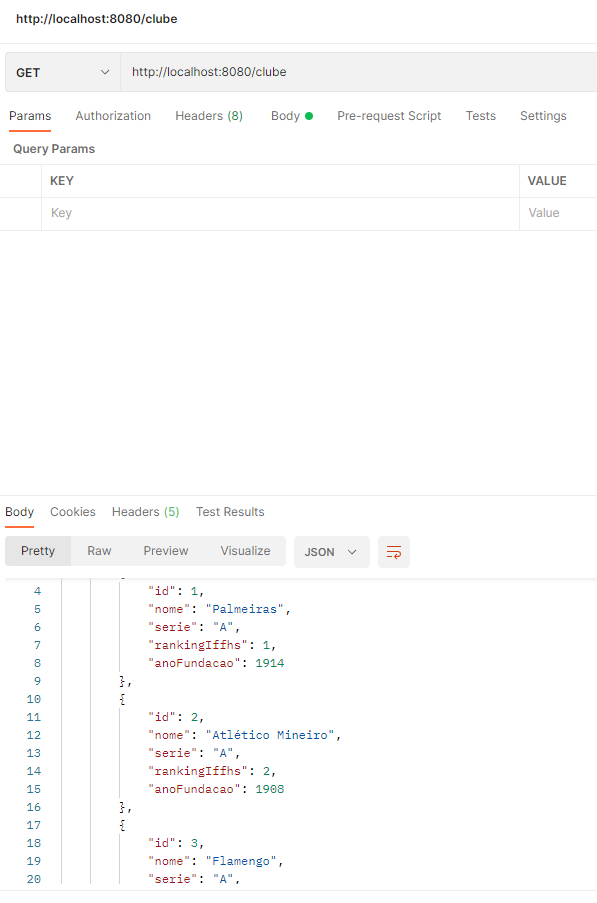 http://localhost:8080/clube
GET http://localhost:8080/clube
Params Authorization Headers (8) Body Pre-request Script Tests Settings
Query Params
KEY VALUE
Key Value
Body Cookies Headers (5) Test Results
Pretty Raw Preview Visualize JSON
{
4 "id": 1,
5 "nome": "Palmeiras",
6 "serie": "A",
7 "rankingIffhs": 1,
8 "anoFundacao": 1914
9 },
10 {
11 "id": 2,
12 "nome": "Atlético Mineiro",
13 "serie": "A",
14 "rankingIffhs": 2,
15 "anoFundacao": 1908
16 },
17 {
18 "id": 3,
19 "nome": "Flamengo",
20 "serie": "A",